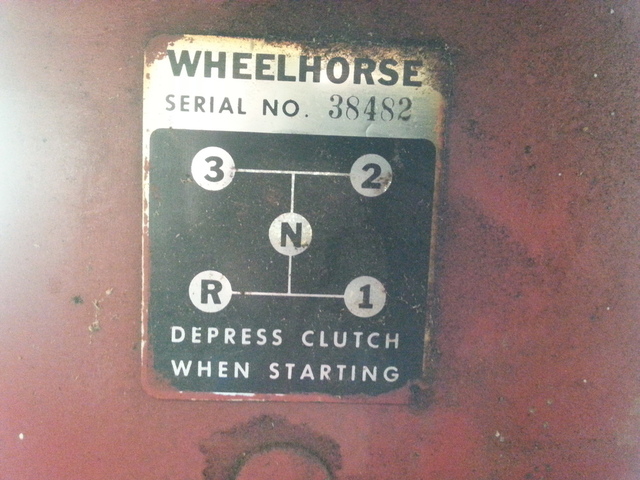 WHEELHORSE
SERIAL NO. 38482
3 2
N
R 1
DEPRESS CLUTCH
WHEN STARTING